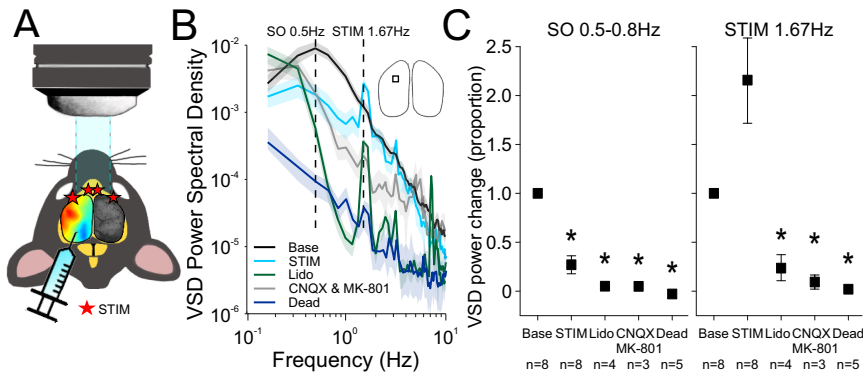 A
STIM
B
SO 0.5Hz STIM 1.67Hz
VSD Power Spectral Density
10-2
10-3
10-4
10-5
10-6
Base
STIM
Lido
CNQX & MK-801
Dead
10-1 100 10 1
Frequency (Hz)
C
SO 0.5-0.8Hz STIM 1.67Hz
VSD power change (proportion)
2.5
2.0
1.5
1.0
0.5
0
* * * *
* * *
Base STIM Lido CNQX Dead Base STIM Lido CNQX Dead
MK-801 MK-801
n=8 n=8 n=4 n=3 n=5 n=8 n=8 n=4 n=3 n=5